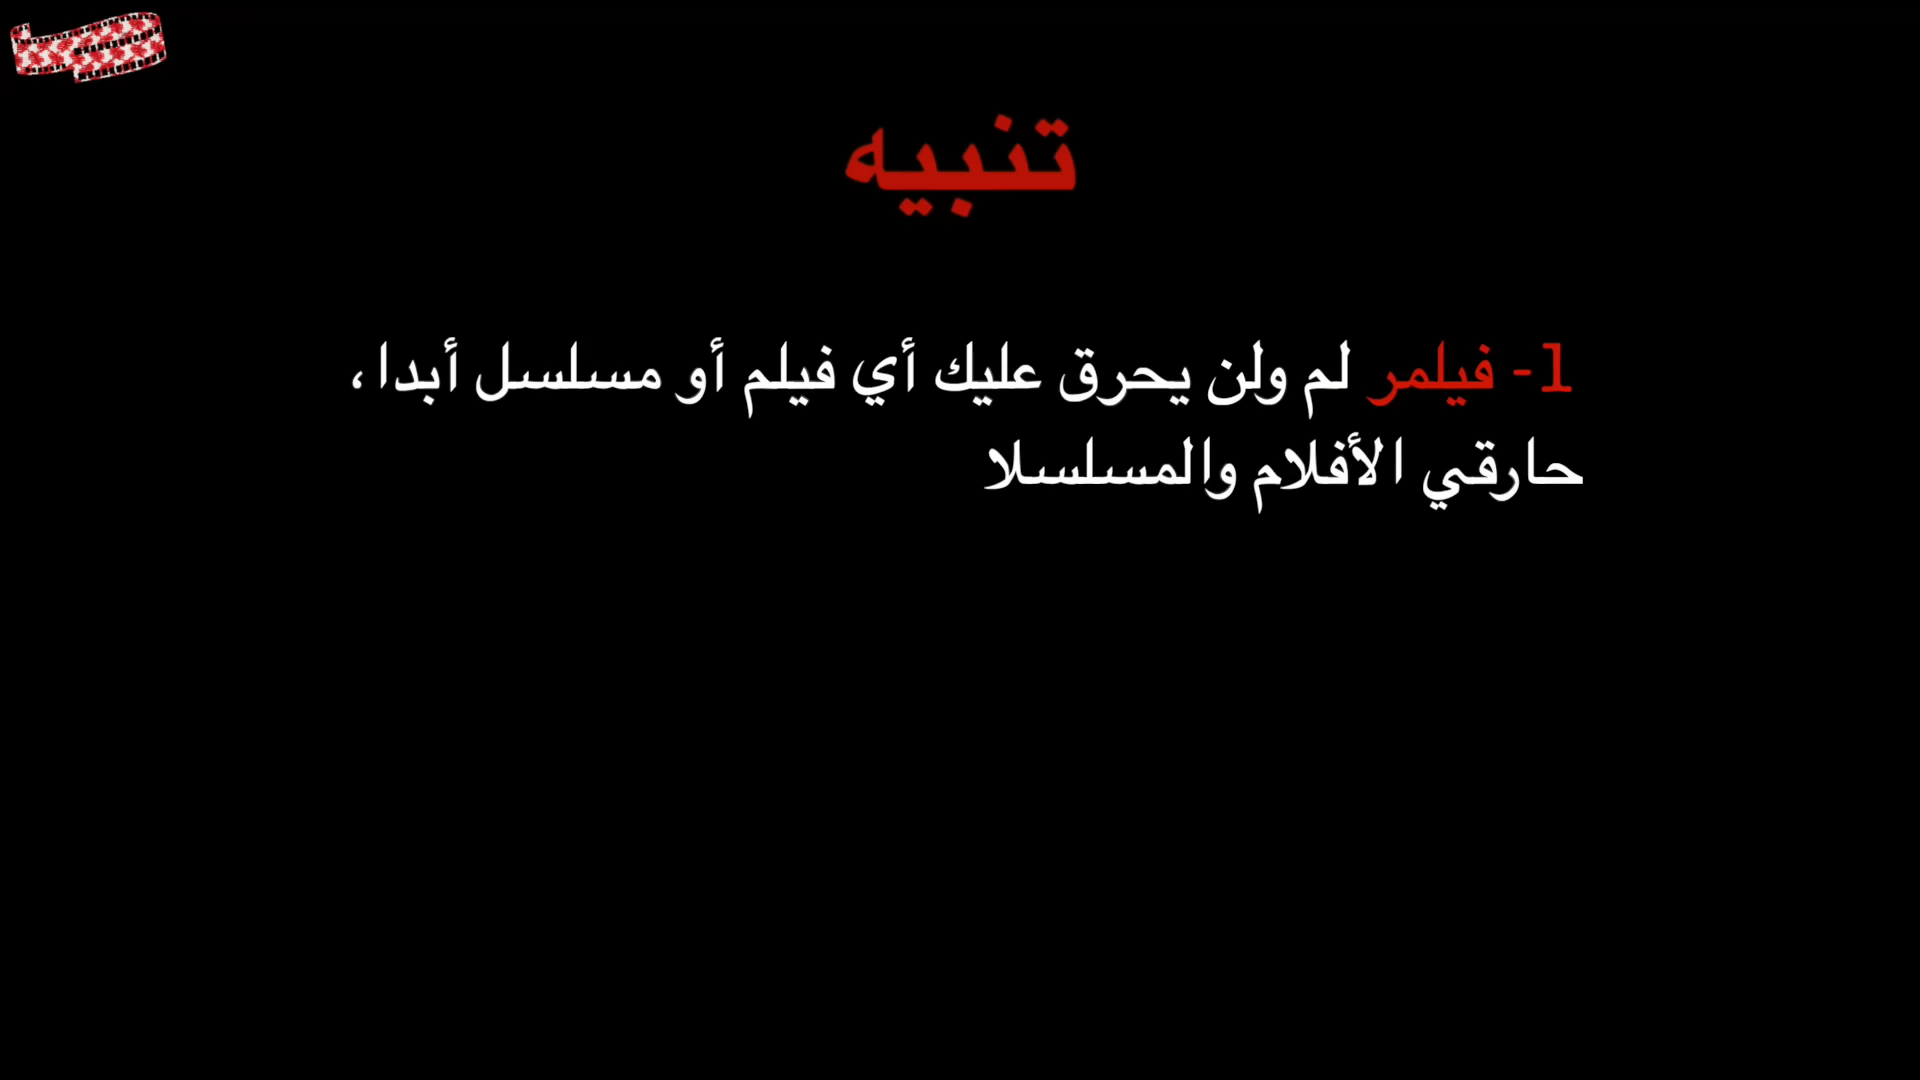 تنبيه
1- فيلمر لم ولن يحرق عليك أي فيلم أو مسلسل أبدا،
حارقي الأفلام والمسلسلا